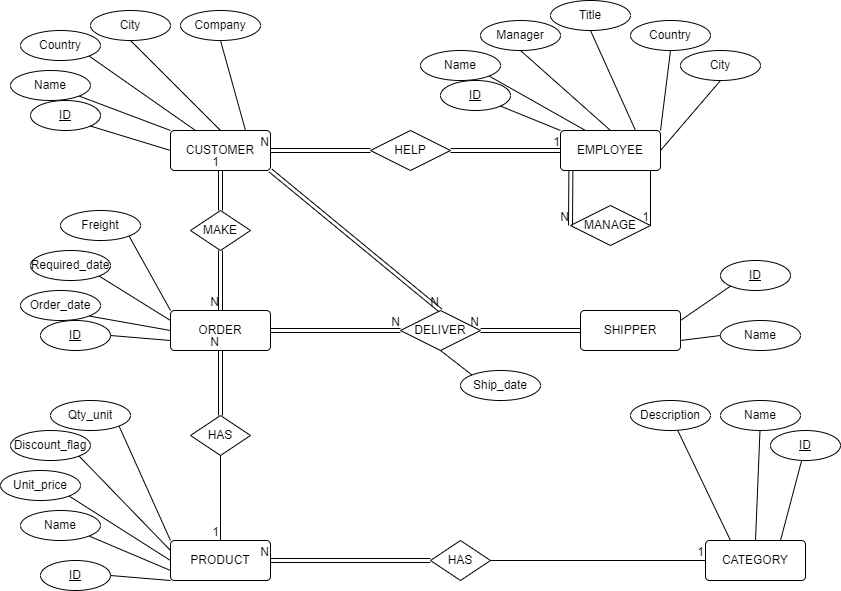 City
Company
Country
Name
ID
Title
Manager
Country
Name
City
ID
CUSTOMER
N
1
HELP
1
EMPLOYEE
MAKE
N
1
MANAGE
Freight
Required_date
Order_date
ID
N
ORDER
N
N
N
N
DELIVER
SHIPPER
ID
Name
Ship_date
HAS
1
Qty_unit
Discount_flag
Unit_price
Name
ID
PRODUCT
N
HAS
1
CATEGORY
Description
Name
ID